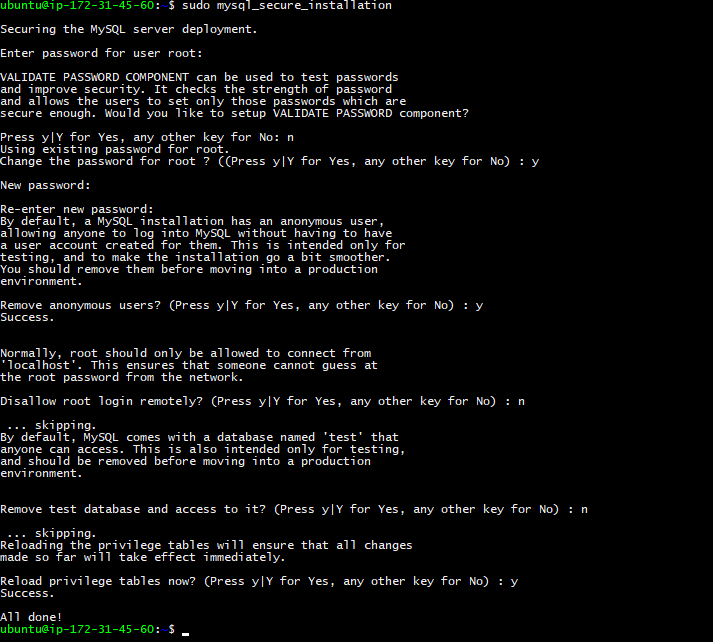 ubuntu@ip-172-31-45-60:~$ sudo mysql_secure_installation
Securing the MySQL server deployment.
Enter password for user root:
VALIDATE PASSWORD COMPONENT can be used to test passwords
and improve security. It checks the strength of password
and allows the users to set only those passwords which are
secure enough. Would you like to setup VALIDATE PASSWORD component?
Press y|Y for Yes, any other key for No: n
Using existing password for root.
Change the password for root ? ((Press y|Y for Yes, any other key for No) : y
New password:
Re-enter new password:
By default, a MySQL installation has an anonymous user,
allowing anyone to log into MySQL without having to have
a user account created for them. This is intended only for
testing, and to make the installation go a bit smoother.
You should remove them before moving into a production
environment.
Remove anonymous users? (Press y|Y for Yes, any other key for No) : y
Success.
Normally, root should only be allowed to connect from
'localhost'. This ensures that someone cannot guess at
the root password from the network.
Disallow root login remotely? (Press y|Y for Yes, any other key for No) : n
... skipping.
By default, MySQL comes with a database named 'test' that
anyone can access. This is also intended only for testing,
and should be removed before moving into a production
environment.
Remove test database and access to it? (Press y|Y for Yes, any other key for No) : n
... skipping.
Reloading the privilege tables will ensure that all changes
made so far will take effect immediately.
Reload privilege tables now? (Press y|Y for Yes, any other key for No) : y
Success.
All done!
ubuntu@ip-172-31-45-60:~$